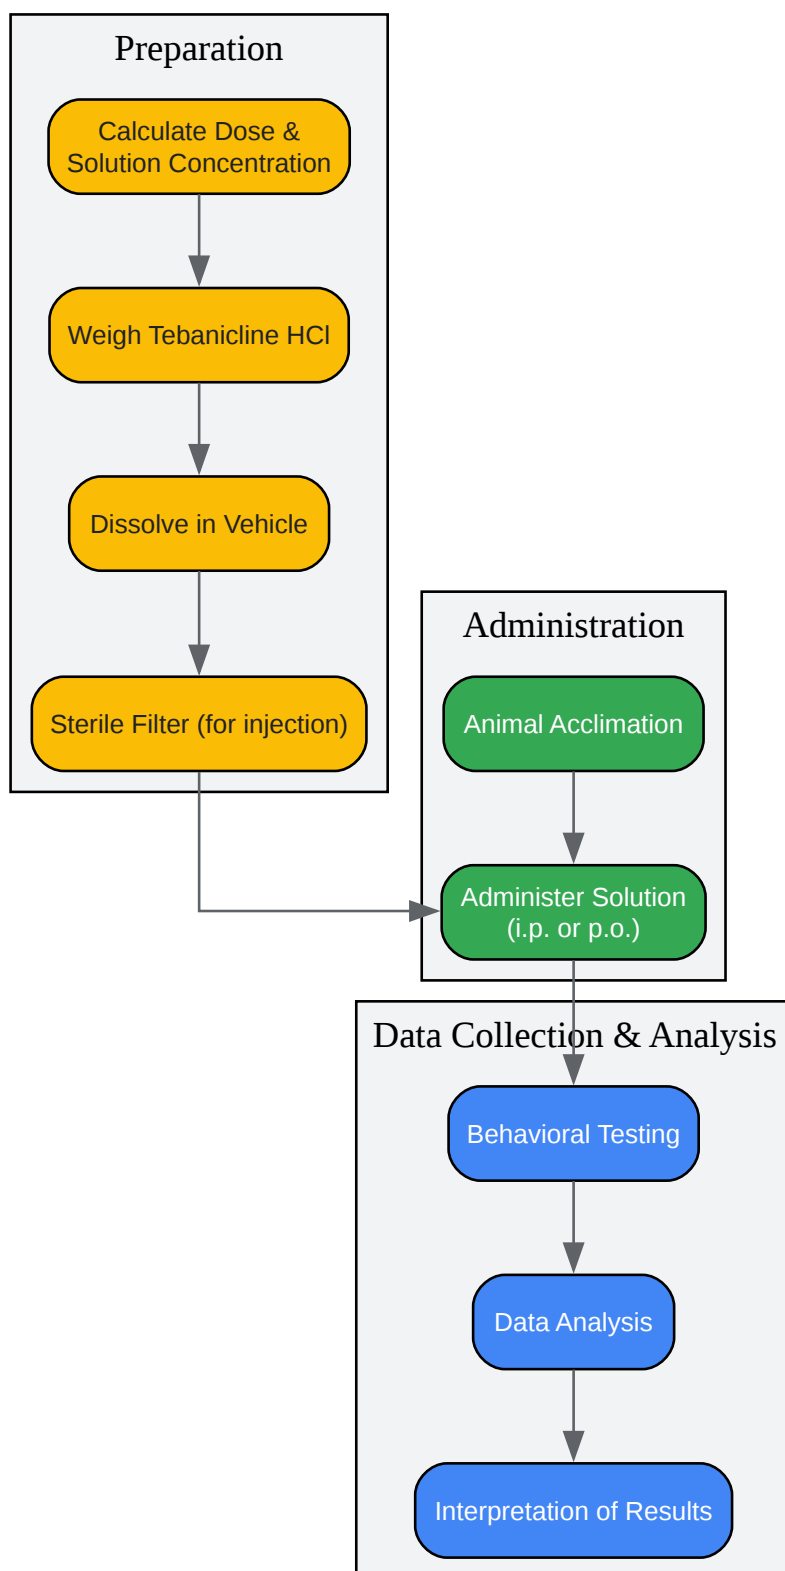 Preparation
Calculate Dose &
Solution Concentration
Weigh Tebanicline HCl
Dissolve in Vehicle
Sterile Filter (for injection)
Administration
Animal Acclimation
Administer Solution
(i.p. or p.o.)
Data Collection & Analysis
Behavioral Testing
Data Analysis
Interpretation of Results